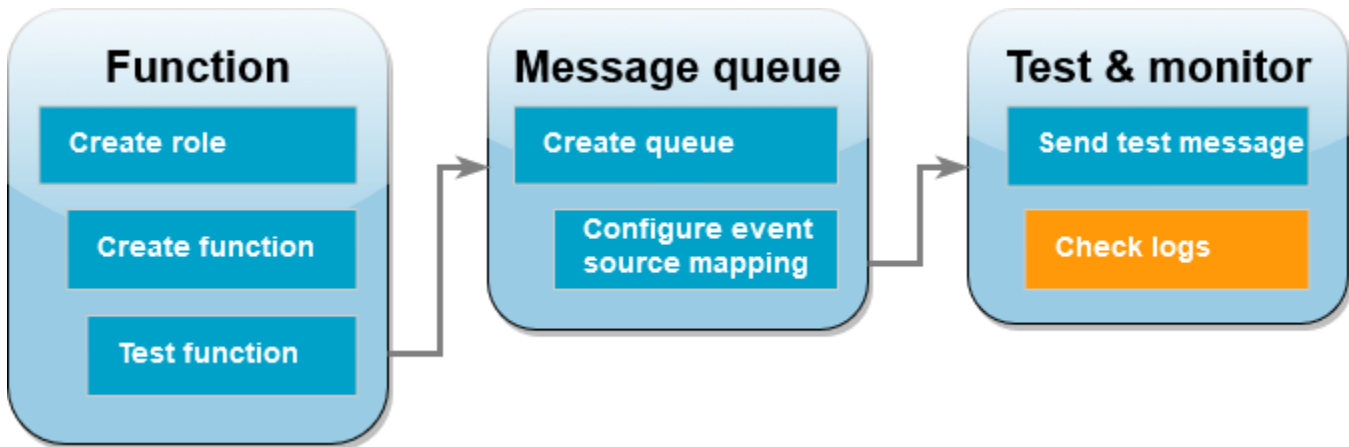 Function
Create role
Create function
Test function
Message queue
Create queue
Configure event
source mapping
Test & monitor
Send test message
Check logs